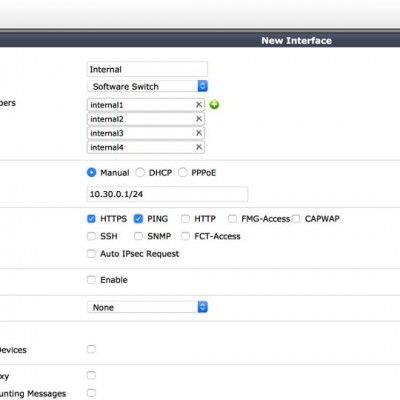 New Interface
Internal
Software Switch
bers
internal1
internal2
internal3
internal4
Manual DHCP PPPoE
10.30.0.1/24
HTTPS PING HTTP FMG-Access CAPWAP
SSH SNMP FCT-Access
Auto IPsec Request
Enable
None
Devices
xy
unting Messages